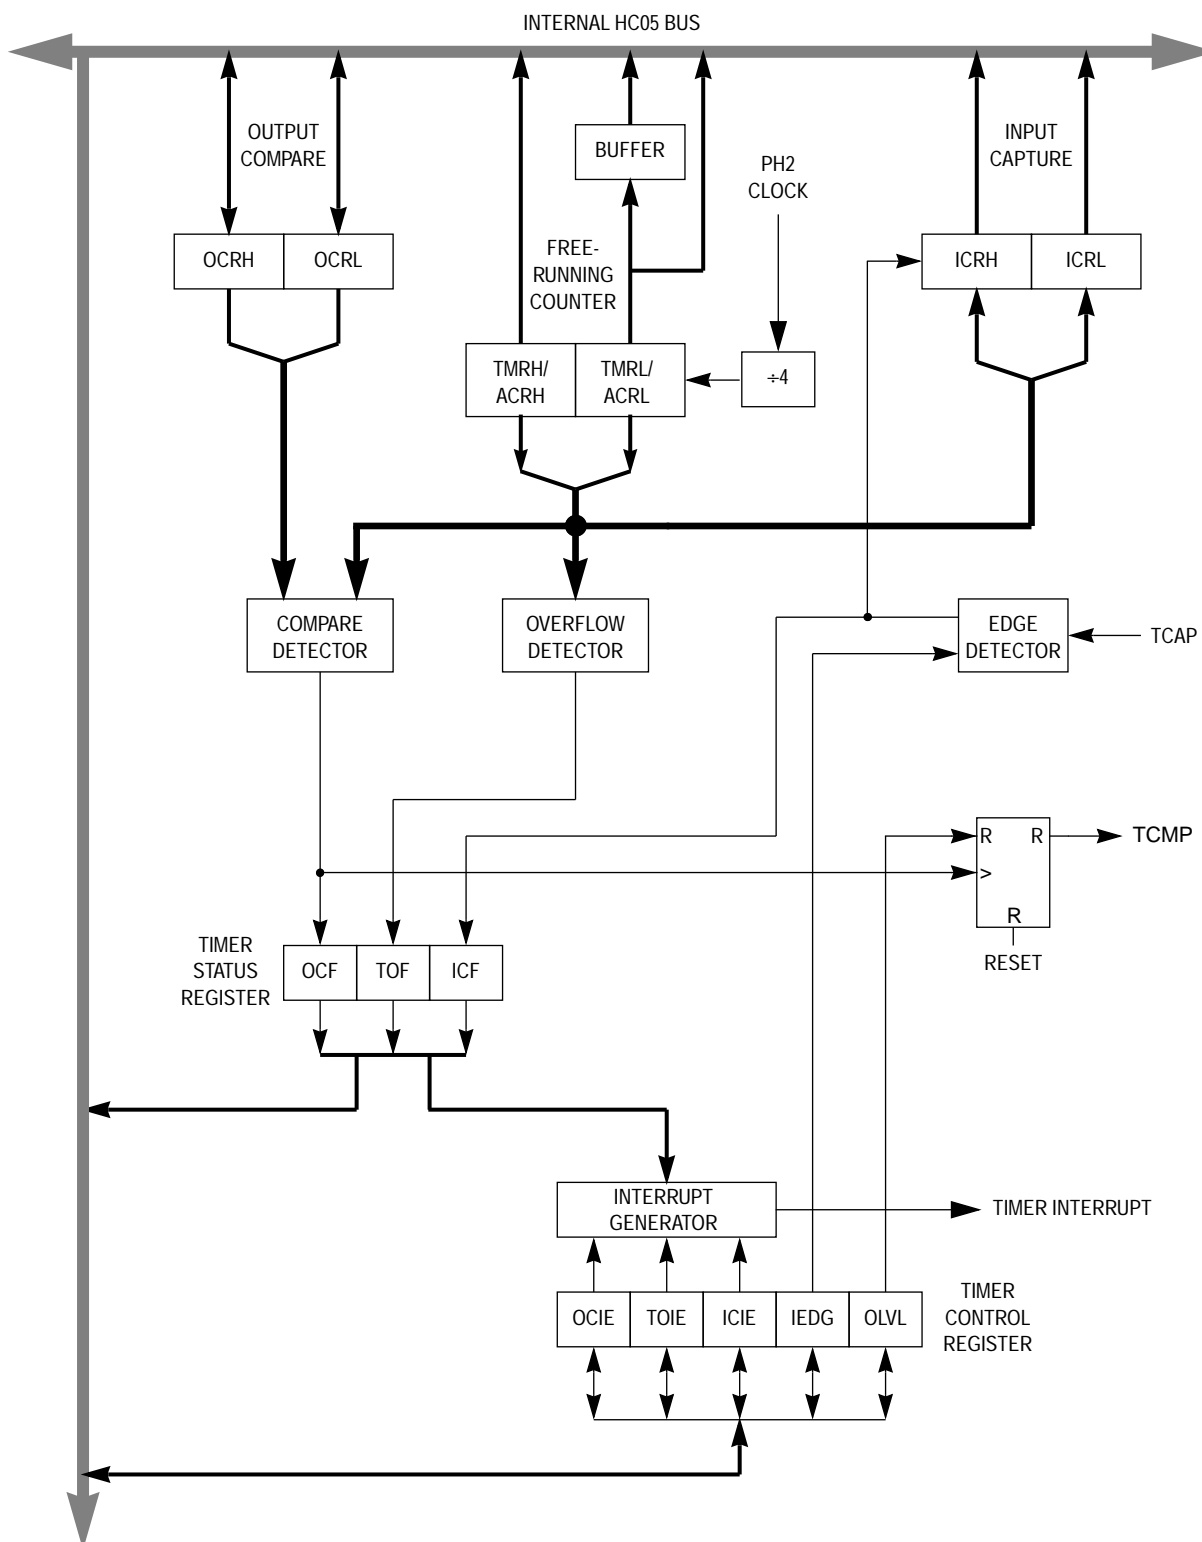 INTERNAL HC05 BUS
OUTPUT
COMPARE
BUFFER
INPUT
CAPTURE
PH2
CLOCK
OCRH
OCRL
FREE-
RUNNING
COUNTER
ICRH
ICRL
TMRH/
ACRH
TMRL/
ACRL
÷4
COMPARE
DETECTOR
OVERFLOW
DETECTOR
EDGE
DETECTOR
TCAP
R
R
TCMP
>
R
RESET
TIMER
STATUS
REGISTER
OCF
TOF
ICF
INTERRUPT
GENERATOR
TIMER INTERRUPT
OCIE
TOIE
ICIE
IEDG
OLVL
TIMER
CONTROL
REGISTER